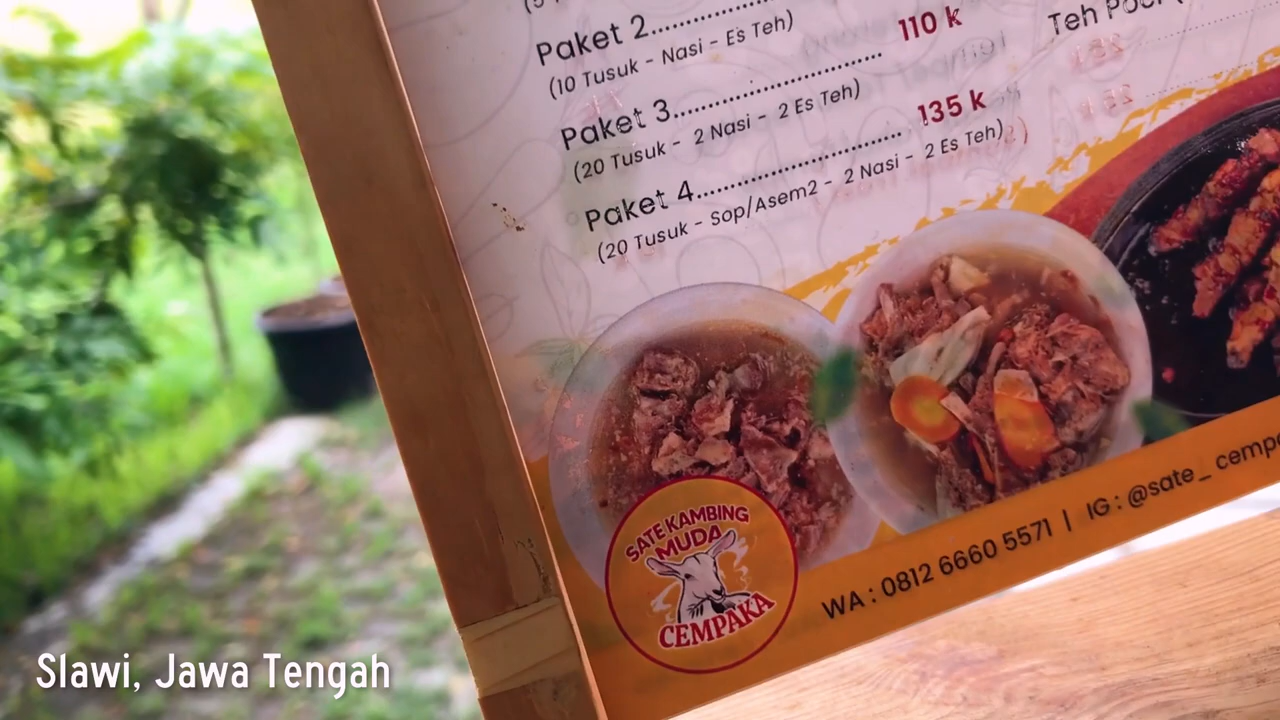 Paket 2
(10 Tusuk - Nasi - Es Teh)
110 k
Paket 3
(20 Tusuk - 2 Nasi - 2 Es Teh)
135 k
Paket 4
(20 Tusuk - Sop/Asem2 - 2 Nasi - 2 Es Teh)
Teh
SATE KAMBING
MUDA
CEMPAKA
WA : 0812 6660 5571 | IG : @sate_
Slawi, Jawa Tengah